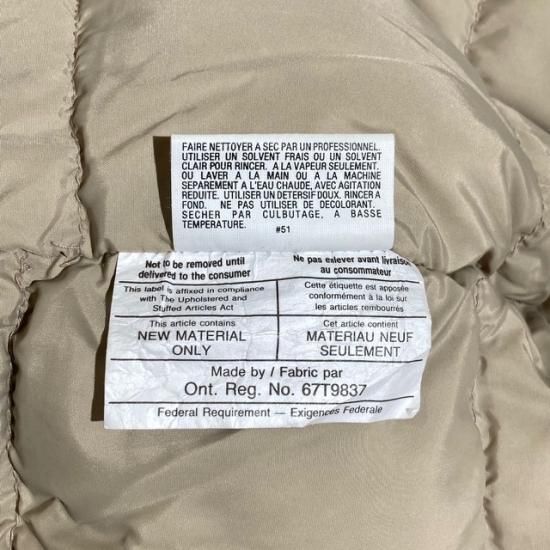 FAIRE NETTOYER A SEC PAR UN PROFESSIONNEL.
UTILISER UN SOLVENT FRAIS OU UN SOLVENT
CLAIR POUR RINCER. A LA VAPEUR SEULEMENT.
OU LAVER A LA MAIN OU A LA MACHINE
SEPAREMENT A L'EAU CHAUDE, AVEC AGITATION
REDUITE. UTILISER UN DETERSIF DOUX. RINCER A
FOND. NE PAS UTILISER DE DECOLORANT.
SECHER PAR CULBUTAGE, A BASSE
TEMPERATURE.
#51
Not to be removed until
delivered to the consumer
Ne pas enlever avant livraison
au consommateur
This label is affixed in compliance
with The Upholstered and
Stuffed Articles Act
Cette étiquette est apposée
conformément à la loi sur
les articles rembourrés
This article contains
NEW MATERIAL
ONLY
Cet article contient
MATERIAU NEUF
SEULEMENT
Made by / Fabric par
Ont. Reg. No. 67T9837
Federal Requirement — Exigences Federale